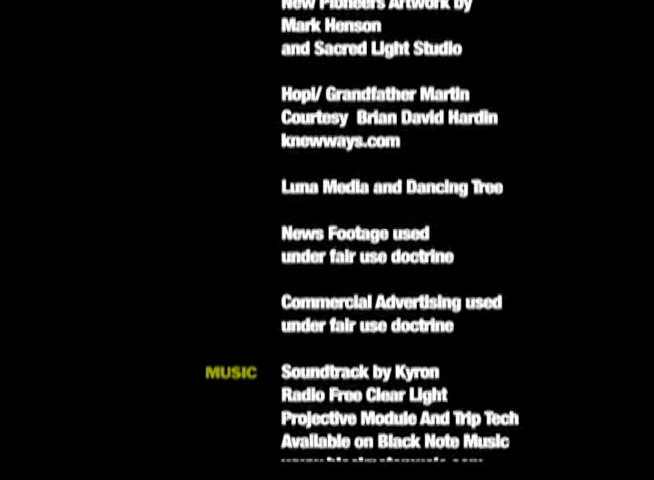 New Pioneers Artwork by
Mark Henson
and Sacred Light Studio
Hopi/ Grandfather Martin
Courtesy Brian David Hardin
knewways.com
Luna Media and Dancing Tree
News Footage used
under fair use doctrine
Commercial Advertising used
under fair use doctrine
MUSIC Soundtrack by Kyron
Radio Free Clear Light
Projective Module And Trip Tech
Available on Black Note Music